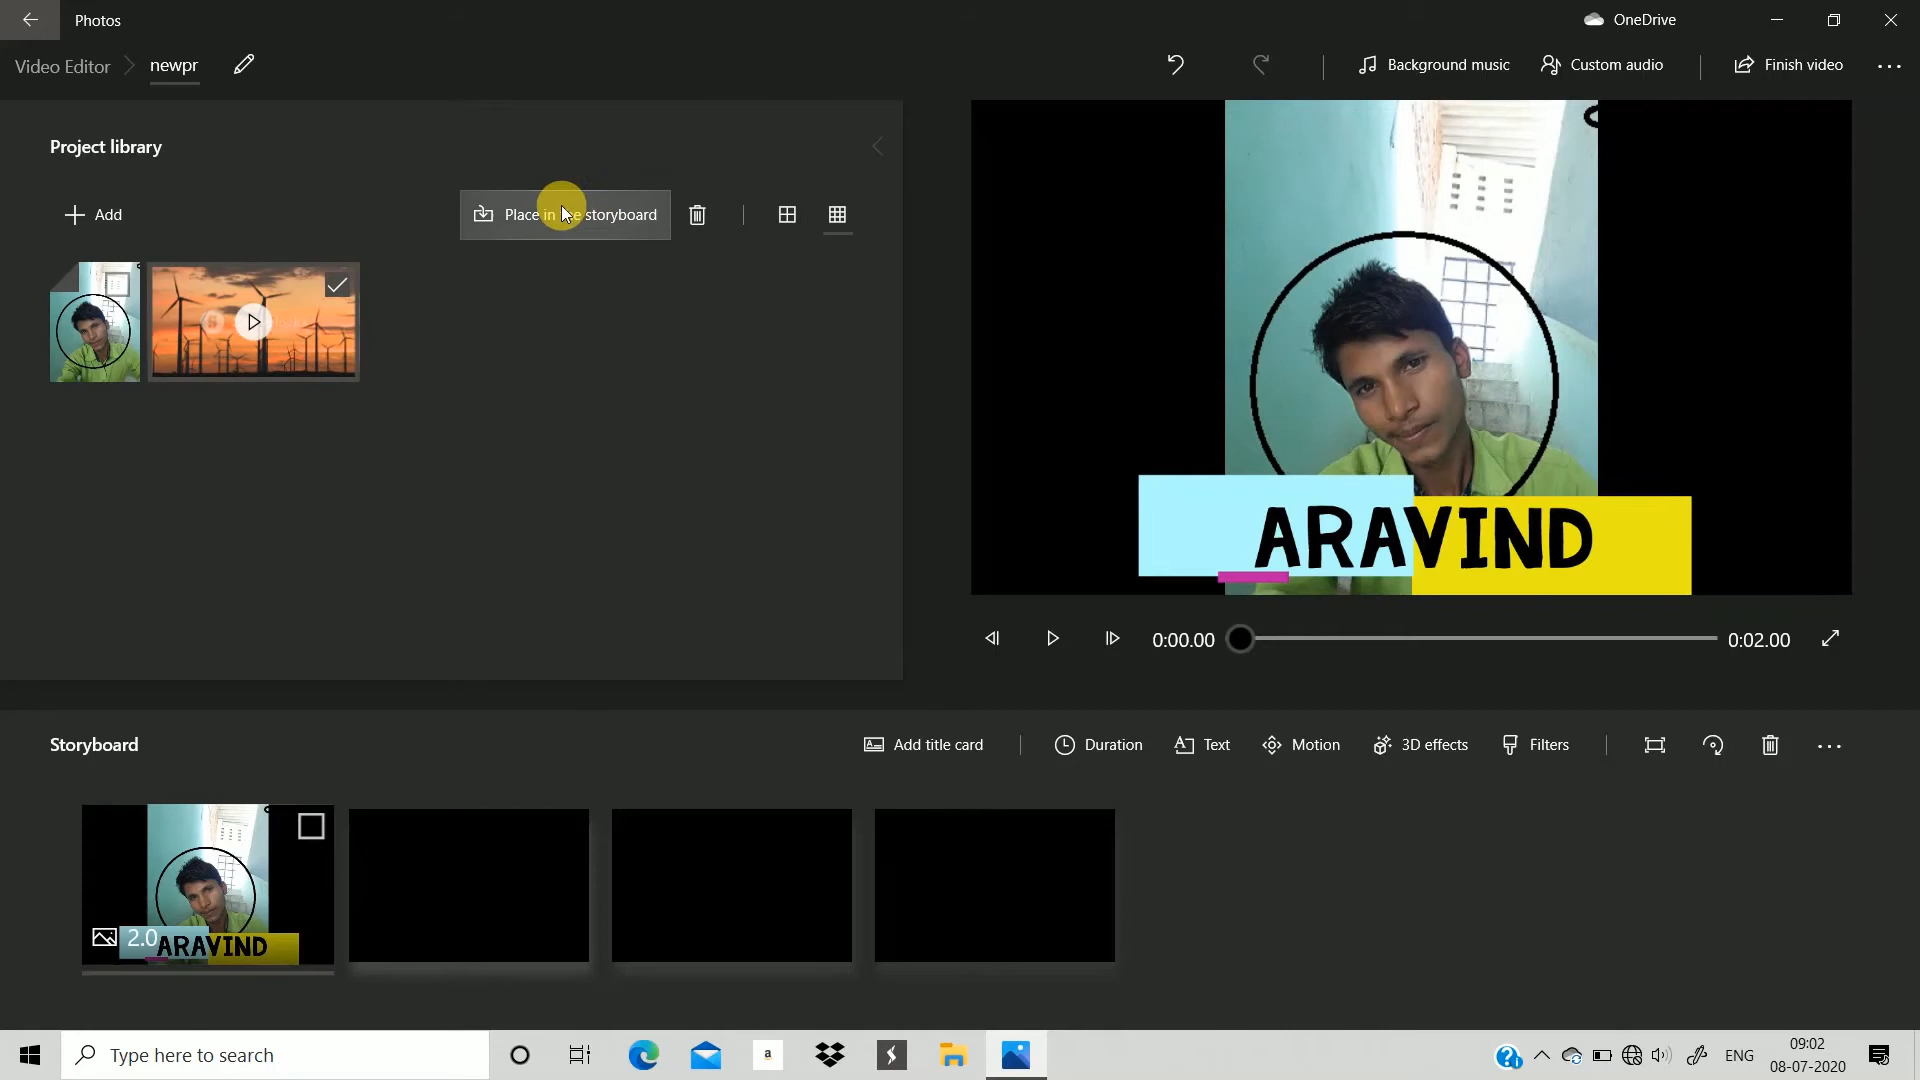 Photos
OneDrive
Video Editor
newpr
Background music
Custom audio
Finish video
Project library
Add
Place in the storyboard
ARAVIND
0:00.00
0:02.00
Storyboard
Add title card
Duration
Text
Motion
3D effects
Filters
2.0
ARAVIND
Type here to search
a
ENG
09:02
08-07-2020